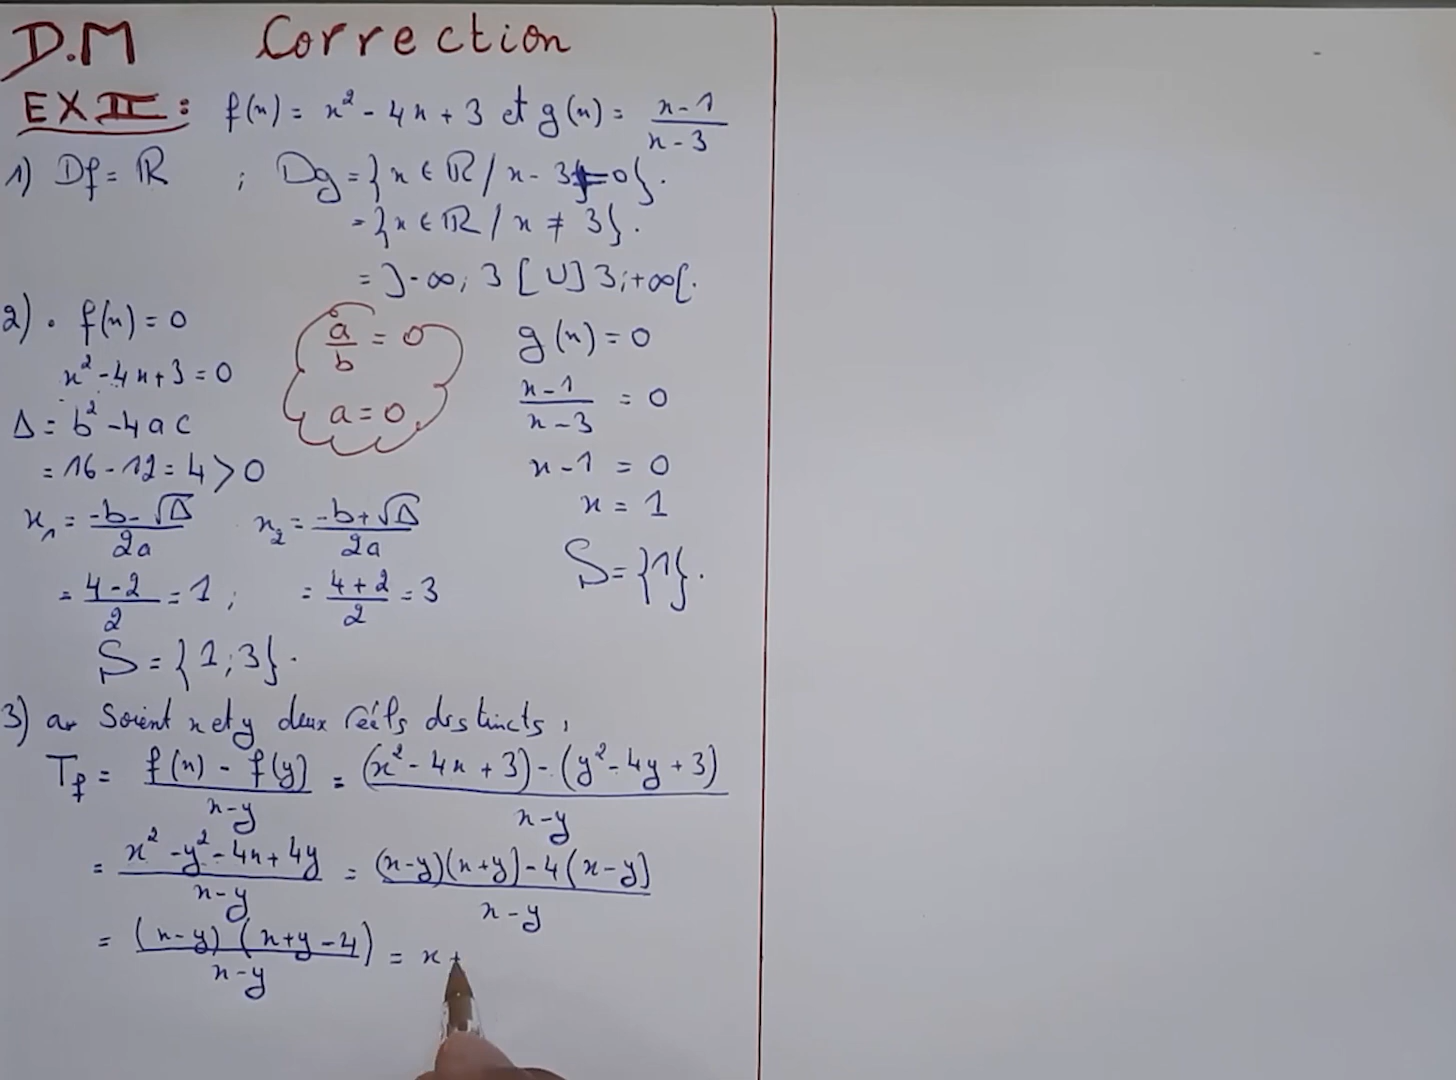 D.M Correction
EX II : f(x) = x² - 4x + 3 et g(x) = (x-1)/(x-3)
1) Df = ℝ ; Dg = {x ∈ ℝ / x - 3 ≠ 0}.
= {x ∈ ℝ / x ≠ 3}.
= ]-∞; 3[ U ]3; +∞[.
2) • f(x) = 0
x² - 4x + 3 = 0
Δ = b² - 4ac
= 16 - 12 = 4 > 0
x₁ = (-b - √Δ)/(2a) x₂ = (-b + √Δ)/(2a)
= (4 - 2)/2 = 1 ; = (4 + 2)/2 = 3
S = {1; 3}.
a/b = 0
a = 0
g(x) = 0
(x-1)/(x-3) = 0
x - 1 = 0
x = 1
S = {1}.
3) a- Soient x et y deux réels distincts,
T_f = (f(x) - f(y))/(x-y) = ((x² - 4x + 3) - (y² - 4y + 3))/(x-y)
= (x² - y² - 4x + 4y)/(x-y) = ((x-y)(x+y) - 4(x-y))/(x-y)
= ((x-y)(x+y-4))/(x-y) = x +